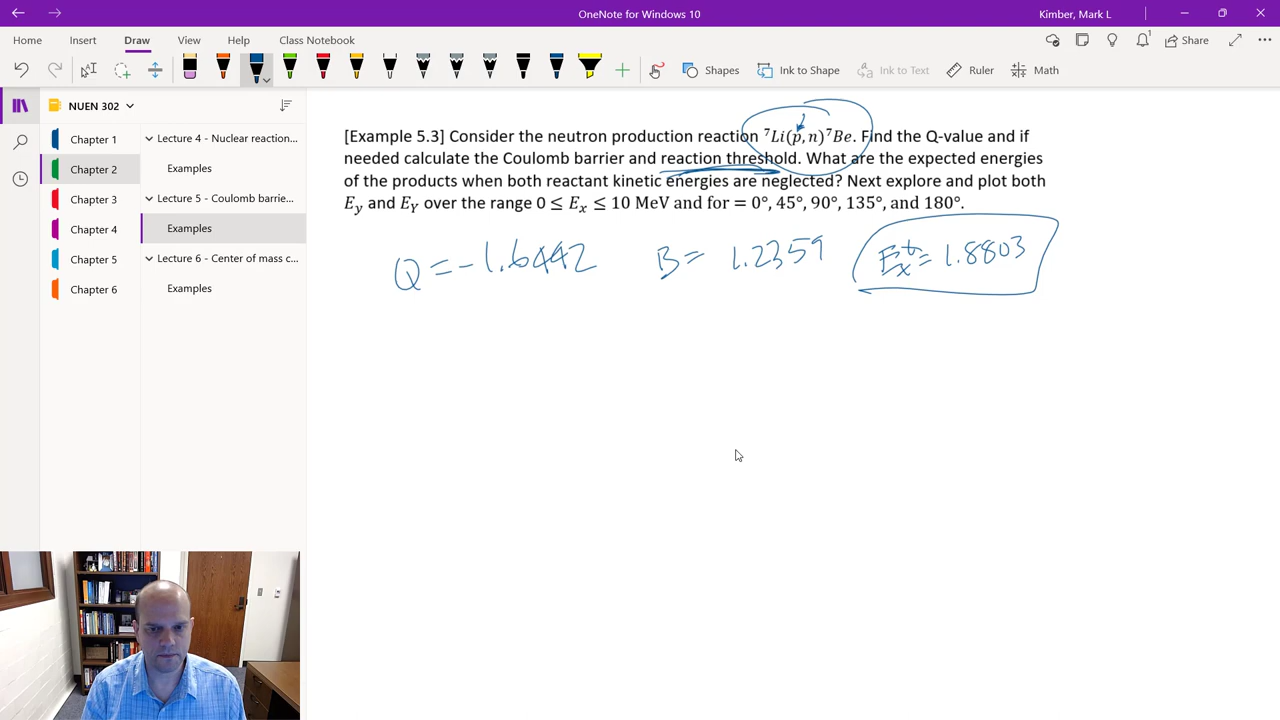 OneNote for Windows 10
Kimber, Mark L
Home Insert Draw View Help Class Notebook
Share
Shapes Ink to Shape Ink to Text Ruler Math
NUEN 302
Chapter 1
Chapter 2
Chapter 3
Chapter 4
Chapter 5
Chapter 6
Lecture 4 - Nuclear reaction...
Examples
Lecture 5 - Coulomb barrie...
Examples
Lecture 6 - Center of mass c...
Examples
[Example 5.3] Consider the neutron production reaction ⁷Li(p, n)⁷Be. Find the Q-value and if
needed calculate the Coulomb barrier and reaction threshold. What are the expected energies
of the products when both reactant kinetic energies are neglected? Next explore and plot both
E_y and E_Y over the range 0 ≤ E_x ≤ 10 MeV and for = 0°, 45°, 90°, 135°, and 180°.
Q = -1.6442 B = 1.2359 E_x^t = 1.8803